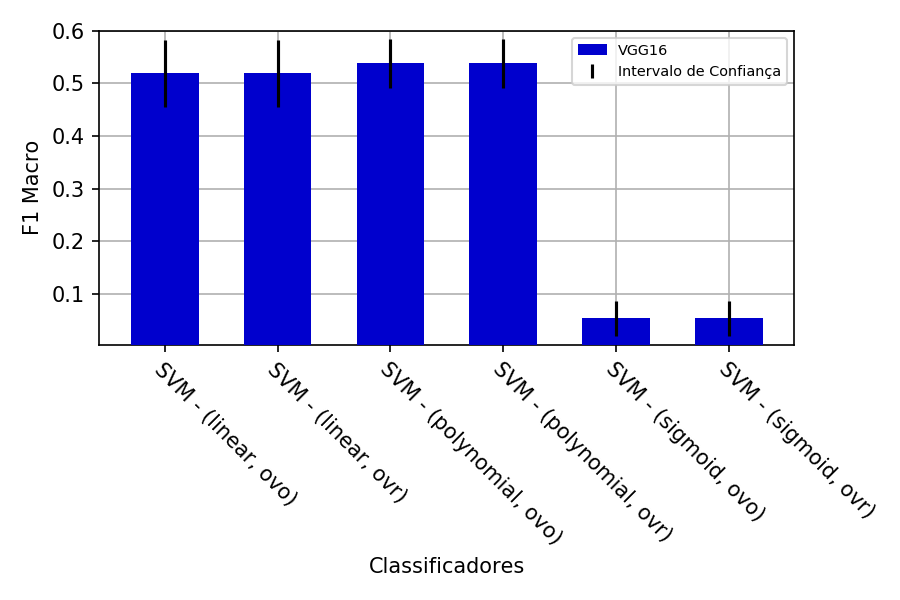 0.6
0.5
0.4
0.3
0.2
0.1
F1 Macro
VGG16
Intervalo de Confiança
SVM - (linear, ovo)
SVM - (linear, ovr)
SVM - (polynomial, ovo)
SVM - (polynomial, ovr)
SVM - (sigmoid, ovo)
SVM - (sigmoid, ovr)
Classificadores